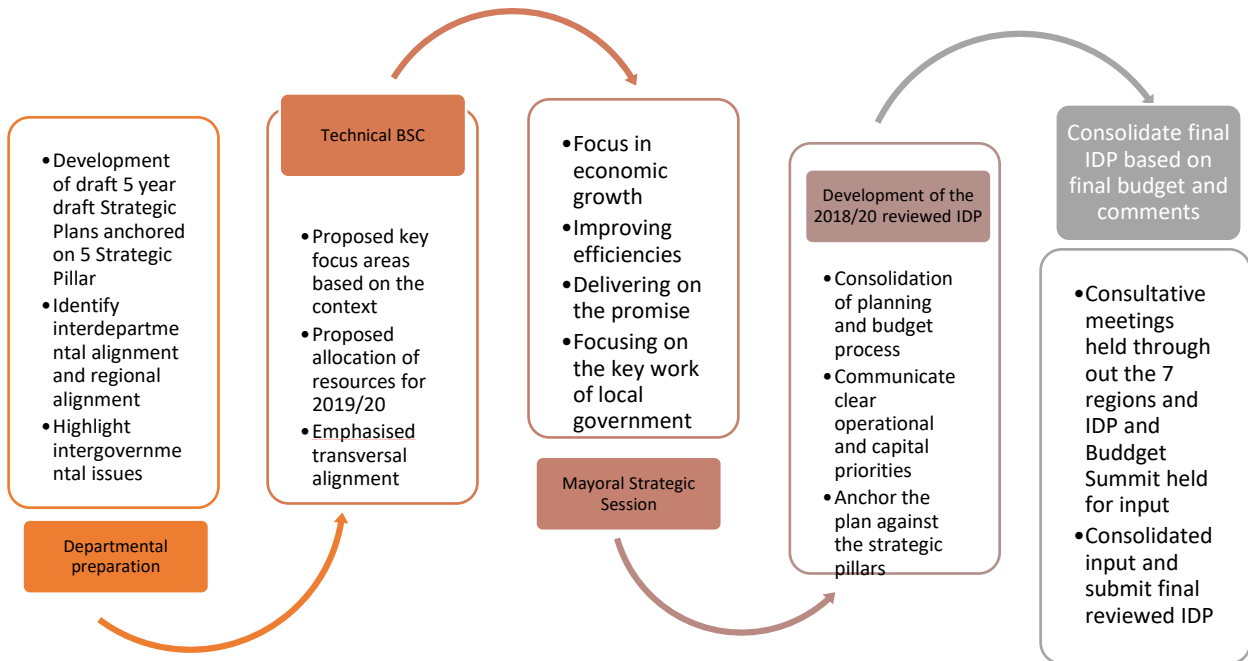 •Development
of draft 5 year
draft Strategic
Plans anchored
on 5 Strategic
Pillar
•Identify
interdepartme
ntal alignment
and regional
alignment
•Highlight
intergovernme
ntal issues
Departmental
preparation
Technical BSC
•Proposed key
focus areas
based on the
context
•Proposed
allocation of
resources for
2019/20
•Emphasised
transversal
alignment
•Focus in
economic
growth
•Improving
efficiencies
•Delivering on
the promise
•Focusing on
the key work
of local
government
Mayoral Strategic
Session
Development of the
2018/20 reviewed IDP
•Consolidation
of planning
and budget
process
•Communicate
clear
operational
and capital
priorities
•Anchor the
plan against
the strategic
pillars
Consolidate final
IDP based on
final budget and
comments
•Consultative
meetings
held through
out the 7
regions and
IDP and
Buddget
Summit held
for input
•Consolidated
input and
submit final
reviewed IDP